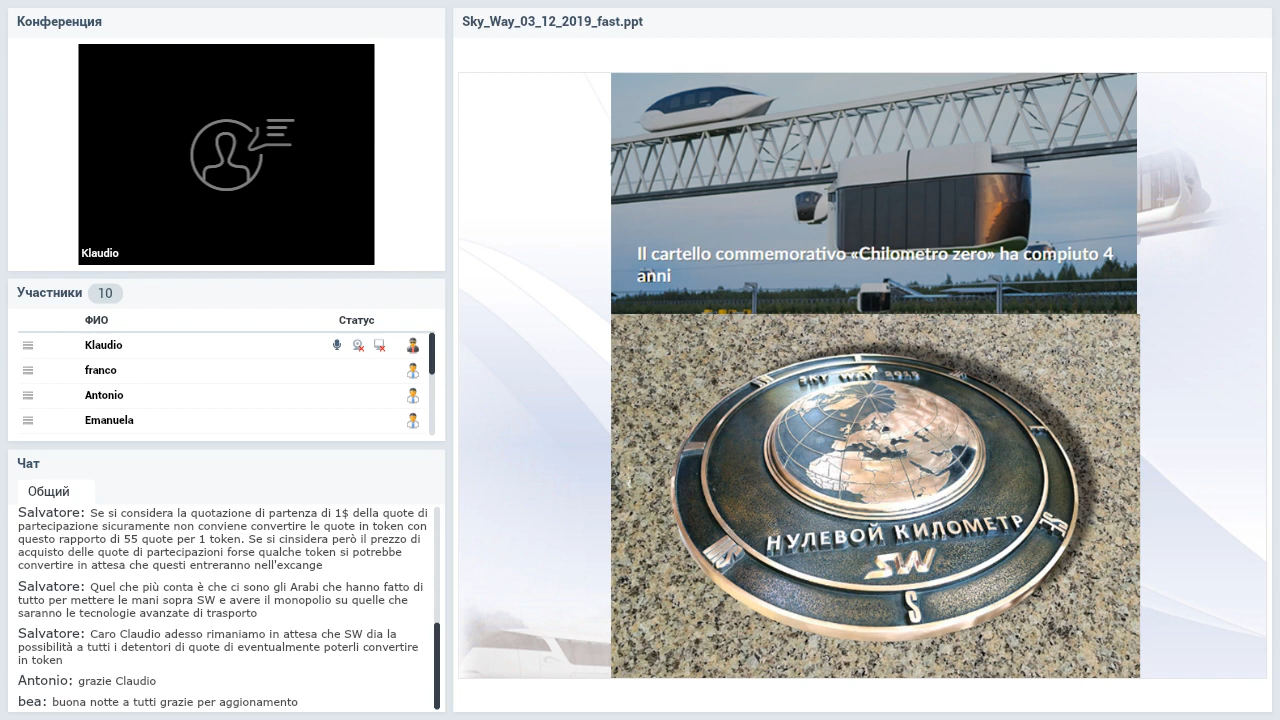 Конференция
Klaudio
Участники 10
ФИО Статус
Klaudio
franco
Antonio
Emanuela
Чат
Общий
Salvatore: Se si considera la quotazione di partenza di 1$ della quote di
partecipazione sicuramente non conviene convertire le quote in token con
questo rapporto di 55 quote per 1 token. Se si cinsidera però il prezzo di
acquisto delle quote di partecipazioni forse qualche token si potrebbe
convertire in attesa che questi entreranno nell'excange
Salvatore: Quel che più conta è che ci sono gli Arabi che hanno fatto di
tutto per mettere le mani sopra SW e avere il monopolio su quelle che
saranno le tecnologie avanzate di trasporto
Salvatore: Caro Claudio adesso rimaniamo in attesa che SW dia la
possibilità a tutti i detentori di quote di eventualmente poterli convertire
in token
Antonio: grazie Claudio
bea: buona notte a tutti grazie per aggionamento
Sky_Way_03_12_2019_fast.ppt
Il cartello commemorativo «Chilometro zero» ha compiuto 4
anni
SKY WAY
НУЛЕВОЙ КИЛОМЕТР
SW
S